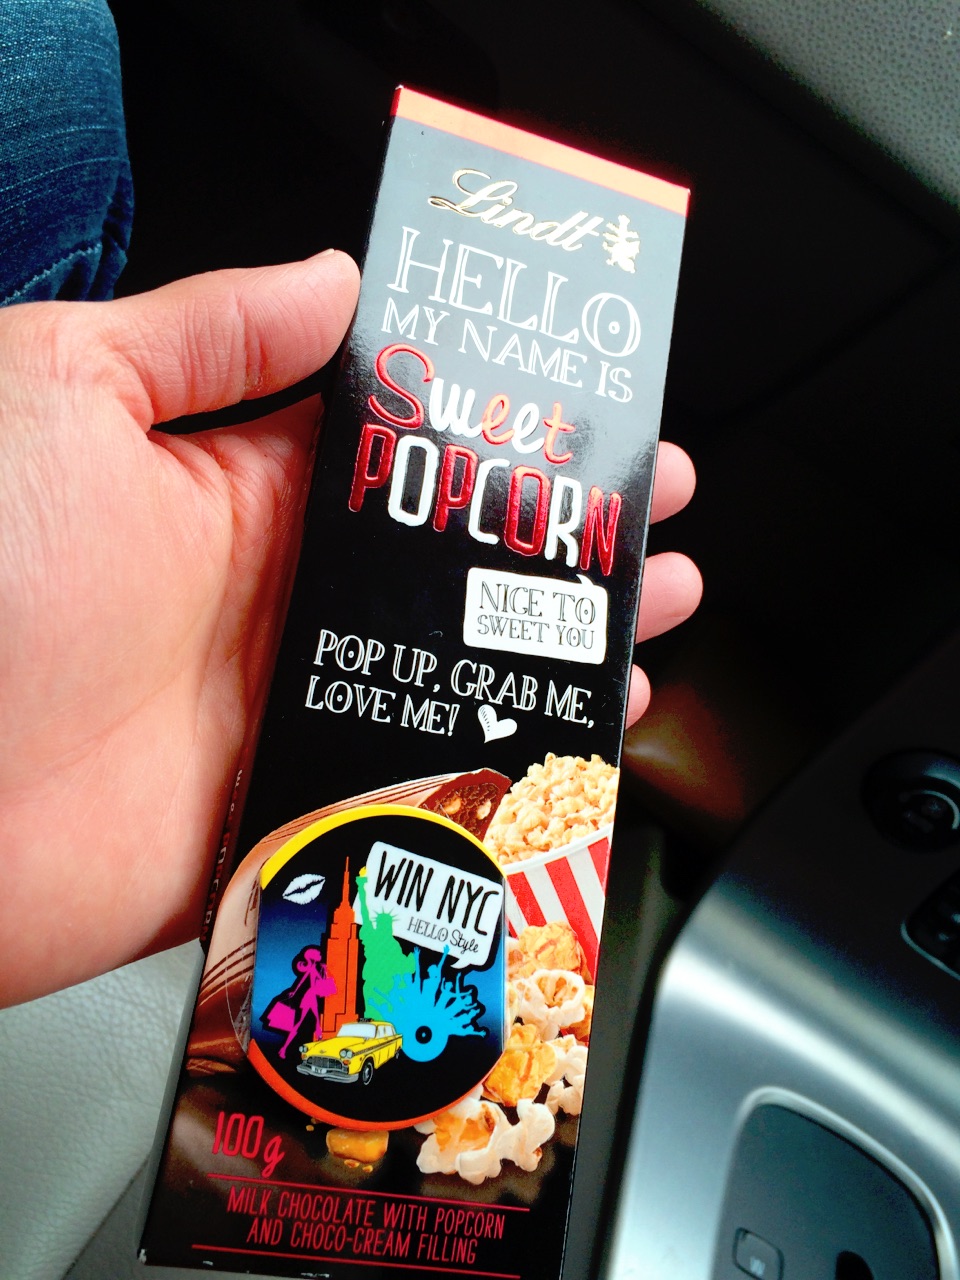 Lindt
HELLO
MY NAME IS
Sweet
POPCORN
NICE TO
SWEET YOU
POP UP, GRAB ME,
LOVE ME!
WIN NYC
HELLO Style
100g
MILK CHOCOLATE WITH POPCORN
AND CHOCO-CREAM FILLING